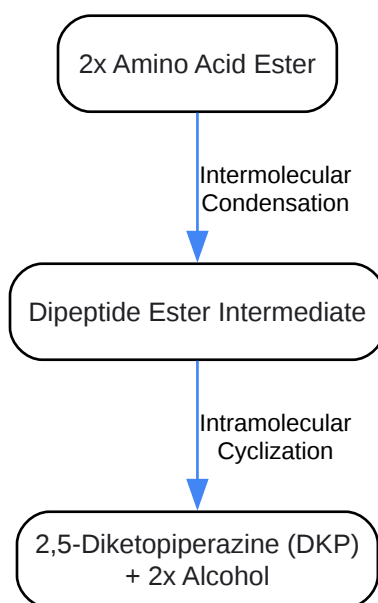 2x Amino Acid Ester
Intermolecular
Condensation
Dipeptide Ester Intermediate
Intramolecular
Cyclization
2,5-Diketopiperazine (DKP)
+ 2x Alcohol